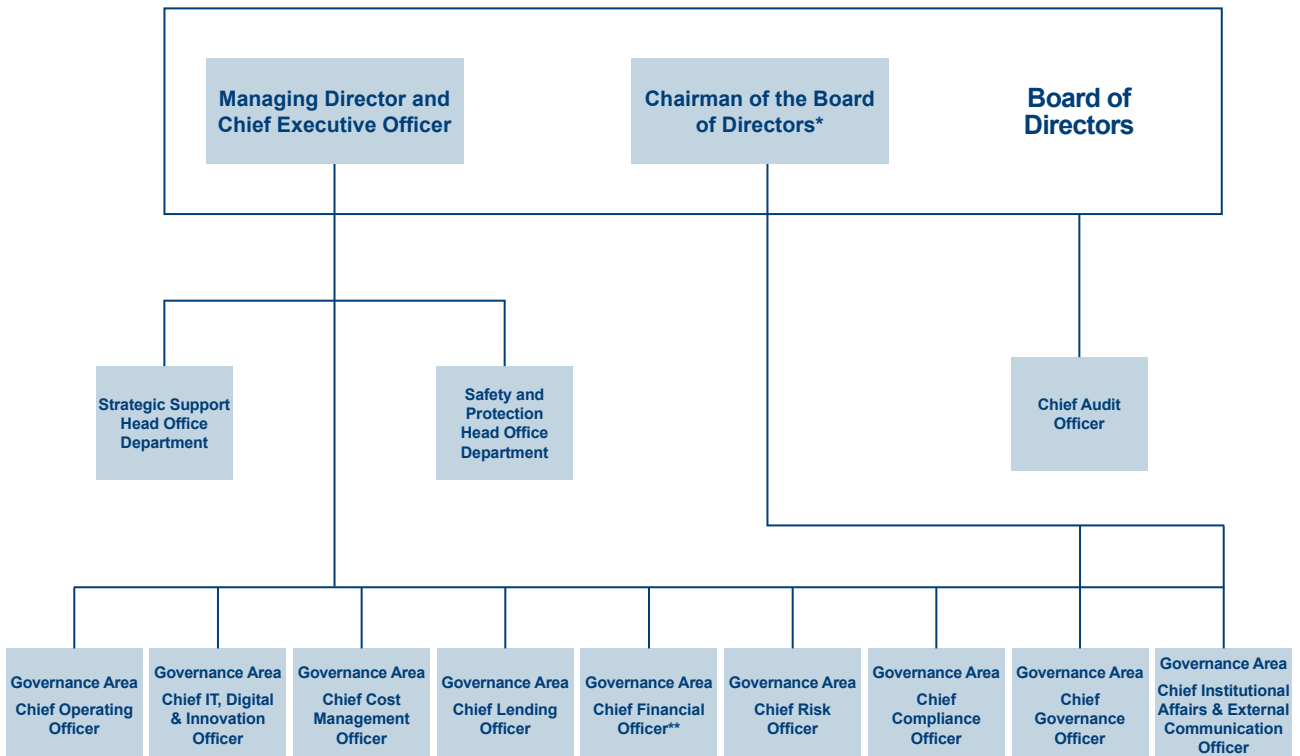 Managing Director and
Chief Executive Officer
Chairman of the Board
of Directors*
Board of
Directors
Strategic Support
Head Office
Department
Safety and
Protection
Head Office
Department
Chief Audit
Officer
Governance Area
Chief Operating
Officer
Governance Area
Chief IT, Digital
& Innovation
Officer
Governance Area
Chief Cost
Management
Officer
Governance Area
Chief Lending
Officer
Governance Area
Chief Financial
Officer**
Governance Area
Chief Risk
Officer
Governance Area
Chief
Compliance
Officer
Governance Area
Chief
Governance
Officer
Governance Area
Chief Institutional
Affairs & External
Communication
Officer